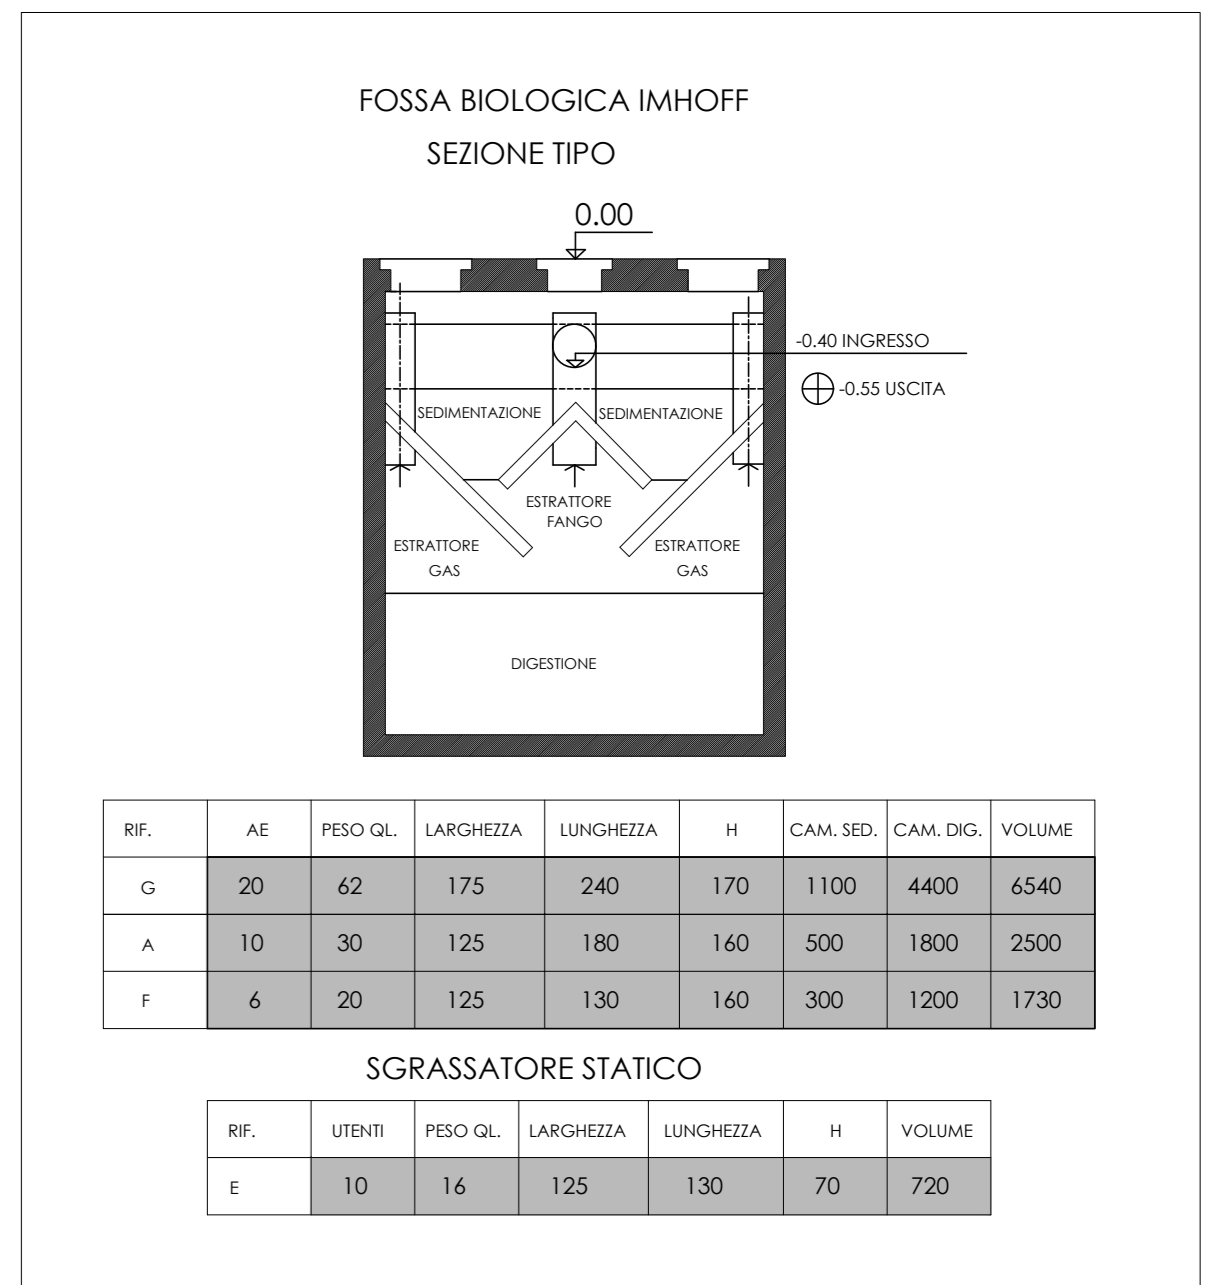 FOSSA BIOLOGICA IMHOFF
SEZIONE TIPO
0.00
-0.40 INGRESSO
-0.55 USCITA
SEDIMENTAZIONE SEDIMENTAZIONE
ESTRATTORE
FANGO
ESTRATTORE
GAS
ESTRATTORE
GAS
DIGESTIONE
RIF. AE PESO QL. LARGHEZZA LUNGHEZZA H CAM. SED. CAM. DIG. VOLUME
G 20 62 175 240 170 1100 4400 6540
A 10 30 125 180 160 500 1800 2500
F 6 20 125 130 160 300 1200 1730
SGRASSATORE STATICO
RIF. UTENTI PESO QL. LARGHEZZA LUNGHEZZA H VOLUME
E 10 16 125 130 70 720